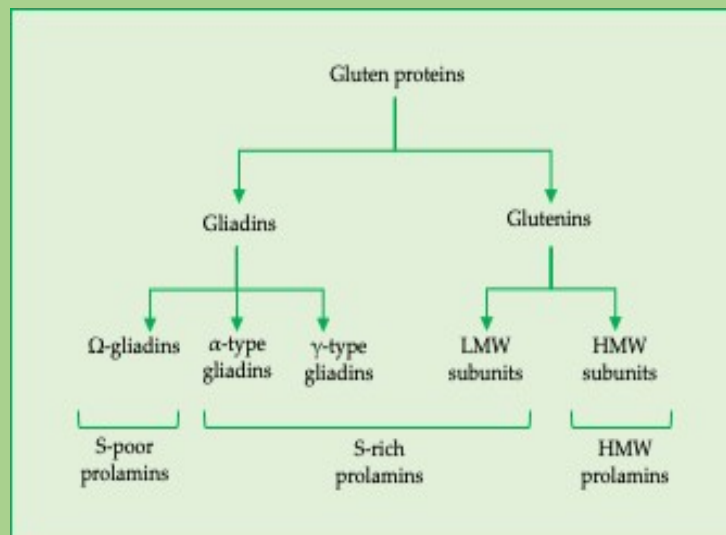 Gluten proteins
Gliadins
Glutenins
Ω-gliadins
α-type
gliadins
γ-type
gliadins
LMW
subunits
HMW
subunits
S-poor
prolamins
S-rich
prolamins
HMW
prolamins